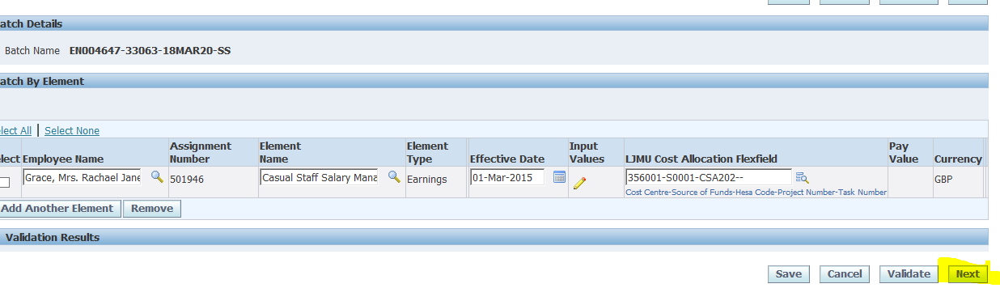 atch Details
Batch Name EN004647-33063-18MAR20-SS
atch By Element
elect All Select None
elect Employee Name Assignment Number Element Name Element Type Effective Date Input Values LJMU Cost Allocation Flexfield Pay Value Currency
Grace, Mrs. Rachael Jane 501946 Casual Staff Salary Mana Earnings 01-Mar-2015 356001-S0001-CSA202-- GBP
Cost Centre-Source of Funds-Hesa Code-Project Number-Task Number
Add Another Element Remove
Validation Results
Save Cancel Validate Next